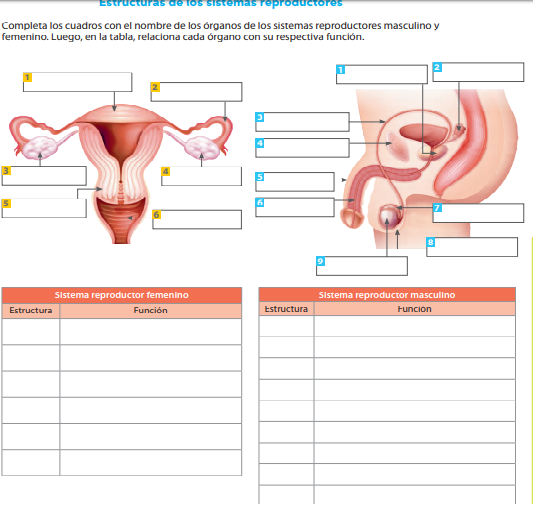 Estructuras de los sistemas reproductores
Completa los cuadros con el nombre de los órganos de los sistemas reproductores masculino y
femenino. Luego, en la tabla, relaciona cada órgano con su respectiva función.
1
2
3
4
5
6
1
2
3
4
5
6
7
8
9
Sistema reproductor femenino
Estructura Función
Sistema reproductor masculino
Estructura Función